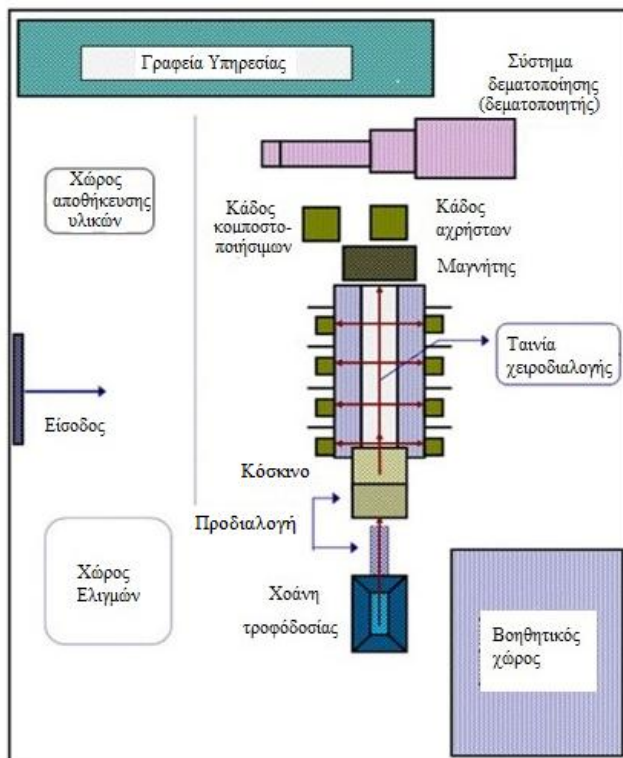 Γραφεία Υπηρεσίας
Σύστημα
δεματοποίησης
(δεματοποιητής)
Χώρος
αποθήκευσης
υλικών
Κάδος
κομποστο-
ποιήσιμων
Κάδος
αχρήστων
Μαγνήτης
Ταινία
χειροδιαλογής
Είσοδος
Κόσκινο
Προδιαλογή
Χώρος
Ελιγμών
Χοάνη
τροφόδοσίας
Βοηθητικός
χώρος